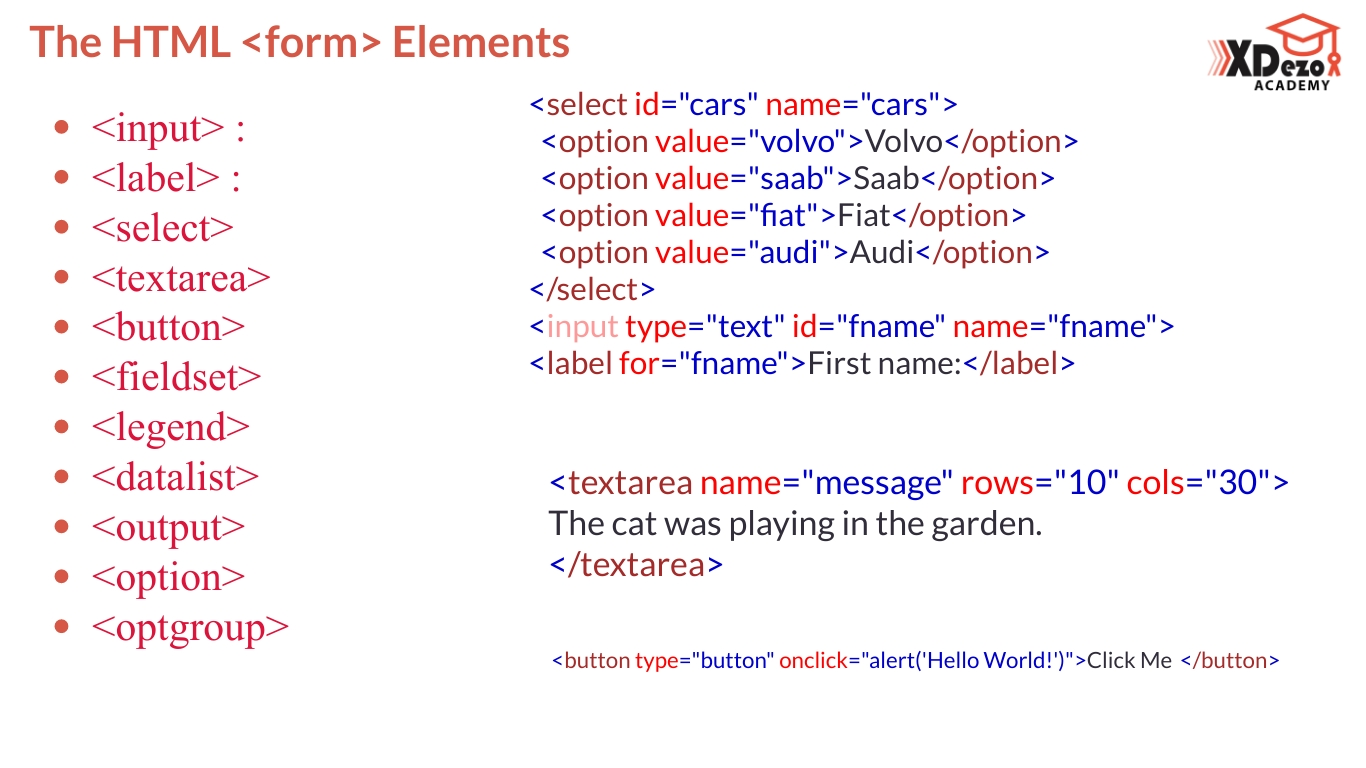 The HTML <form> Elements
XDezo
ACADEMY
• <input> :
• <label> :
• <select>
• <textarea>
• <button>
• <fieldset>
• <legend>
• <datalist>
• <output>
• <option>
• <optgroup>
<select id="cars" name="cars">
<option value="volvo">Volvo</option>
<option value="saab">Saab</option>
<option value="fiat">Fiat</option>
<option value="audi">Audi</option>
</select>
<input type="text" id="fname" name="fname">
<label for="fname">First name:</label>
<textarea name="message" rows="10" cols="30">
The cat was playing in the garden.
</textarea>
<button type="button" onclick="alert('Hello World!')">Click Me </button>